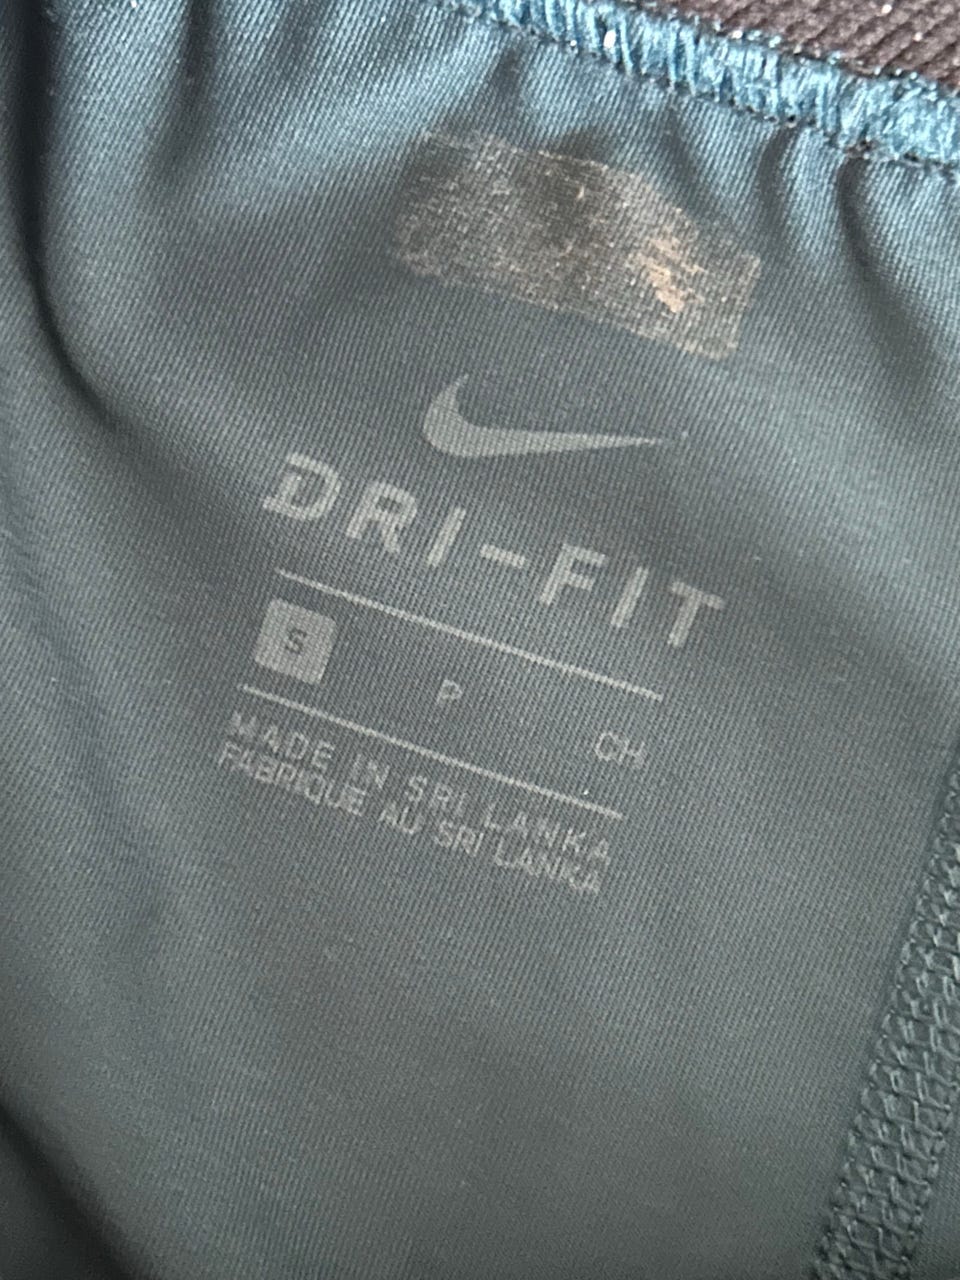 DRI-FIT
S P CH
MADE IN SRI LANKA
FABRIQUE AU SRI LANKA